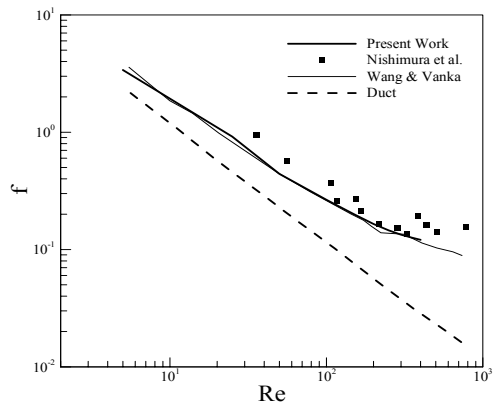 10¹
Present Work
Nishimura et al.
Wang & Vanka
Duct
10⁰
f
10⁻¹
10⁻²
10¹
10²
10³
Re